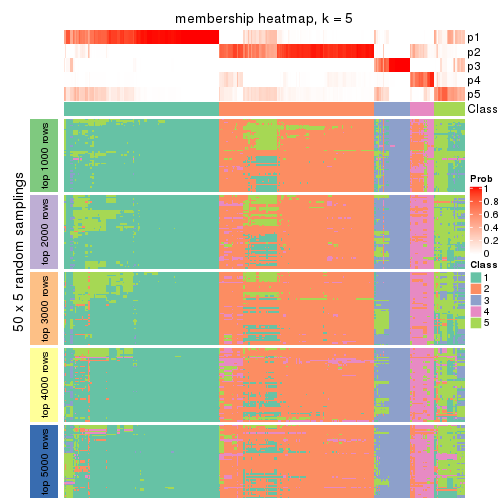 membership heatmap, k = 5
p1
p2
p3
p4
p5
Class
50 x 5 random samplings
top 1000 rows
top 2000 rows
top 3000 rows
top 4000 rows
top 5000 rows
Prob
1
0.8
0.6
0.4
0.2
0
Class
1
2
3
4
5